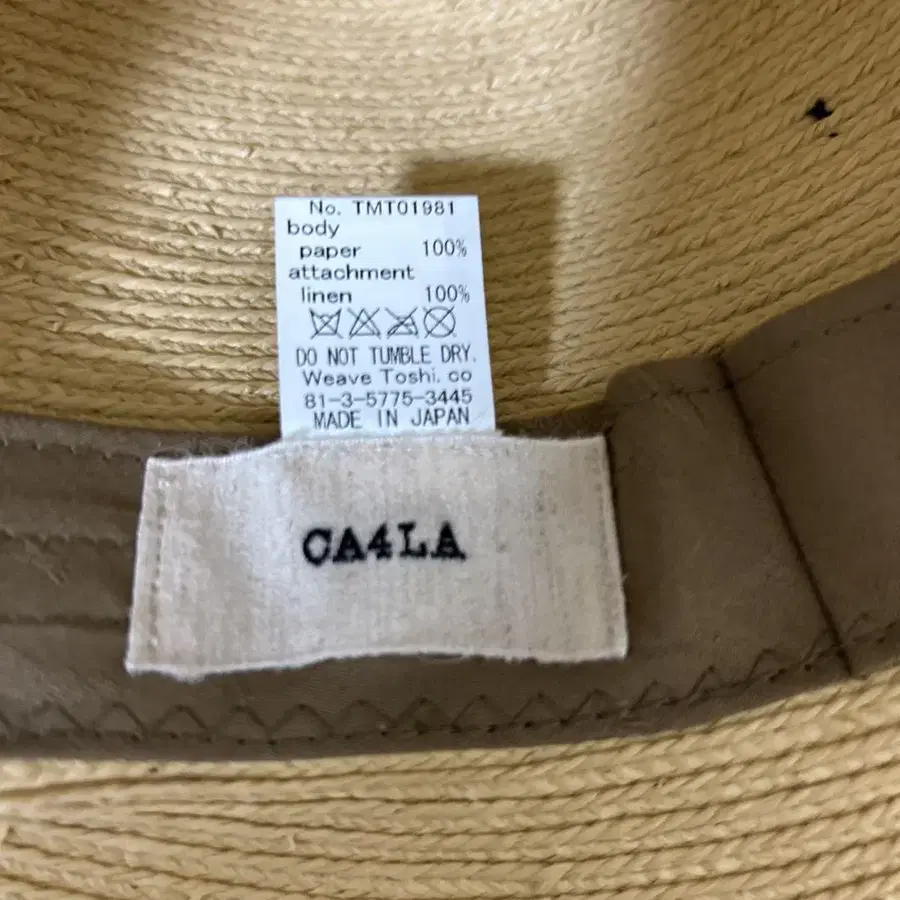 No. TMT01981
body
paper 100%
attachment
linen 100%
DO NOT TUMBLE DRY.
Weave Toshi. co
81-3-5775-3445
MADE IN JAPAN
CA4LA